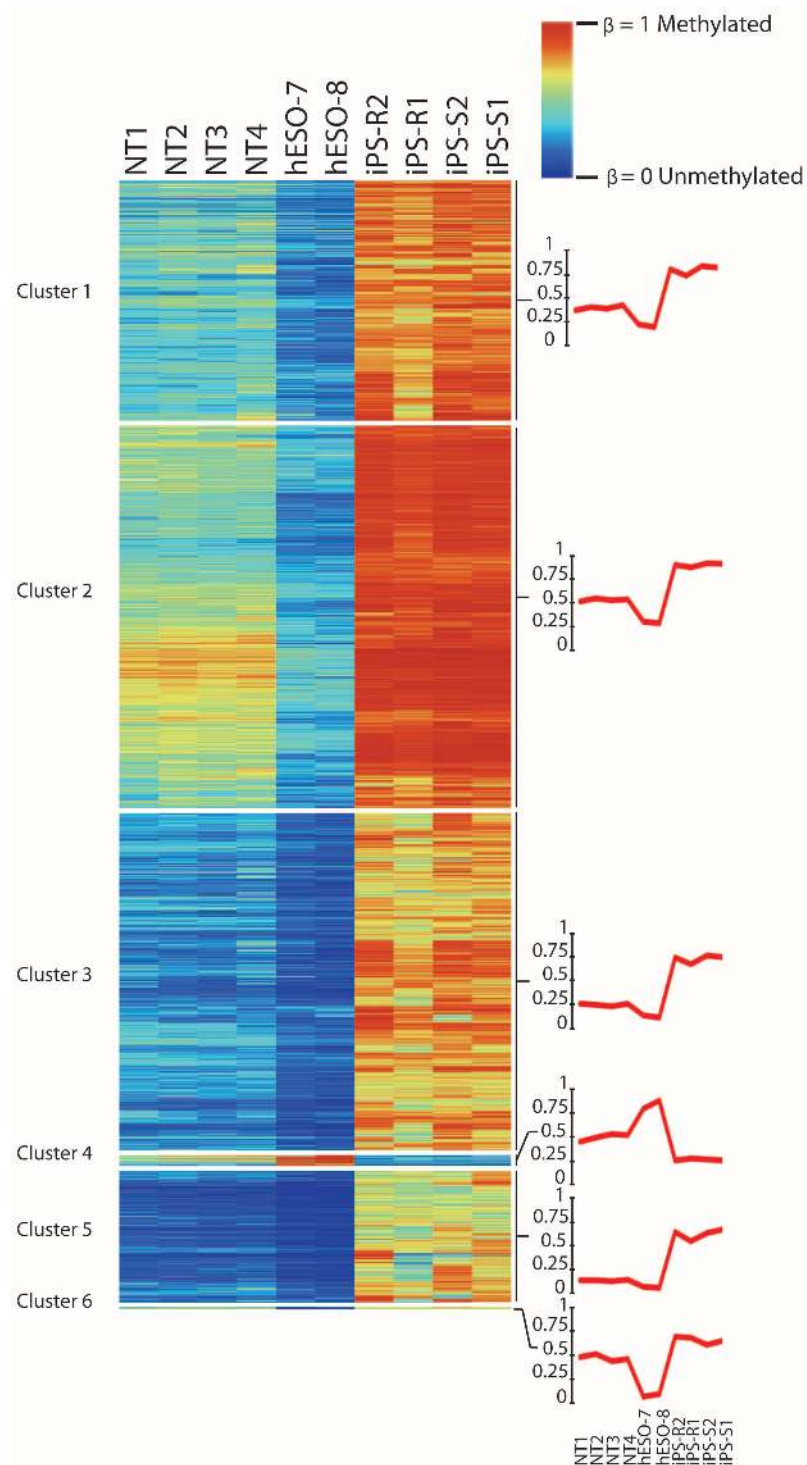 β = 1 Methylated
β = 0 Unmethylated
NT1
NT2
NT3
NT4
hESO-7
hESO-8
iPS-R2
iPS-R1
iPS-S2
iPS-S1
Cluster 1
1
0.75
0.5
0.25
0
Cluster 2
1
0.75
0.5
0.25
0
Cluster 3
1
0.75
0.5
0.25
0
Cluster 4
1
0.75
0.5
0.25
0
Cluster 5
1
0.75
0.5
0.25
0
Cluster 6
1
0.75
0.5
0.25
0
NT1
NT2
NT3
NT4
hESO-7
hESO-8
iPS-R2
iPS-R1
iPS-S2
iPS-S1